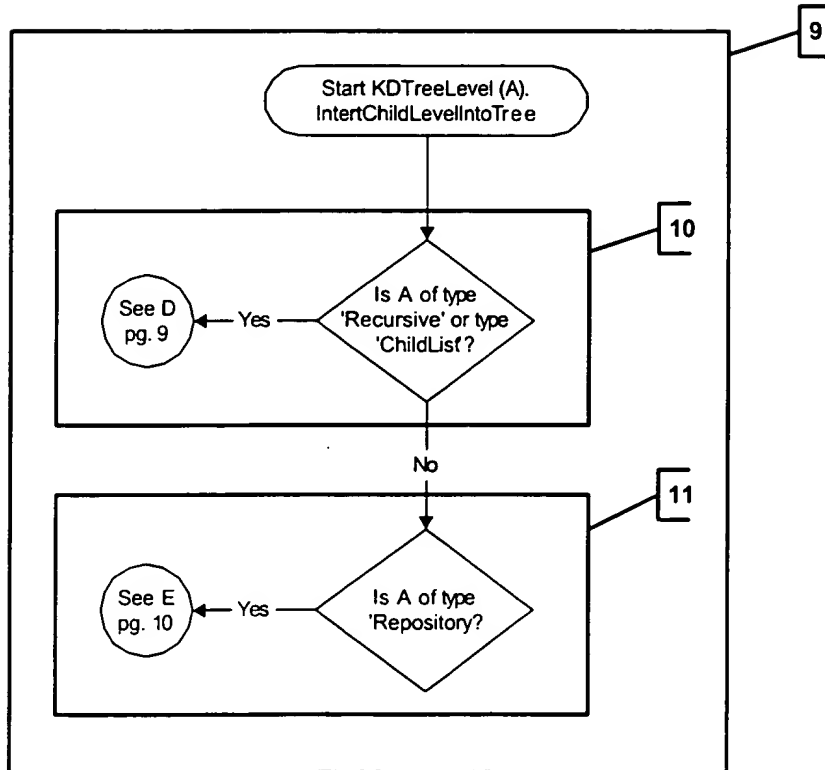 9
Start KDTreeLevel (A).
IntertChildLevelIntoTree
10
See D
pg. 9
Yes
Is A of type
'Recursive' or type
'ChildList'?
No
11
See E
pg. 10
Yes
Is A of type
'Repository?